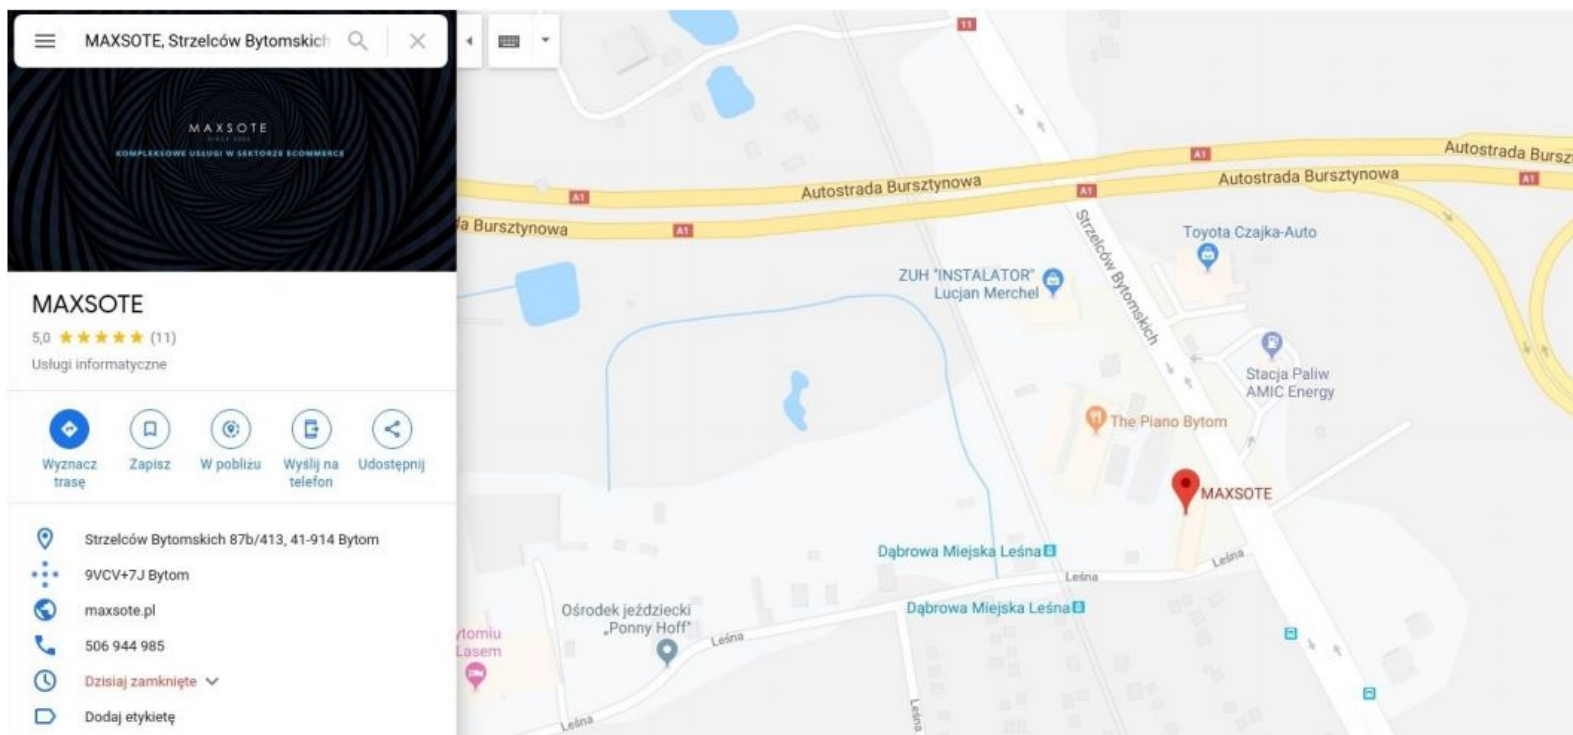 MAXSOTE, Strzelców Bytomskich
MAXSOTE
KOMPLEKSOWE USŁUGI W SEKTORZE ECOMMERCE
MAXSOTE
5,0
(11)
Usługi informatyczne
Wyznacz
trasę
Zapisz
W pobliżu
Wyślij na
telefon
Udostępnij
Strzelców Bytomskich 87b/413, 41-914 Bytom
9VCV+7J Bytom
maxsote.pl
506 944 985
Dzisiaj zamknięte
Dodaj etykietę
11
A1
Autostrada Bursz
Autostrada Bursztynowa
A1
A1
Autostrada Bursztynowa
A1
a Bursztynowa
A1
Strzelców Bytomskich
Toyota Czajka-Auto
ZUH "INSTALATOR"
Lucjan Merchel
Stacja Paliw
AMIC Energy
The Piano Bytom
MAXSOTE
Dąbrowa Miejska Leśna
Leśna
Leśna
Dąbrowa Miejska Leśna
Ośrodek jeździecki
„Ponny Hoff"
Leśna
ytomiu
Lasem
Leśna
Leśna